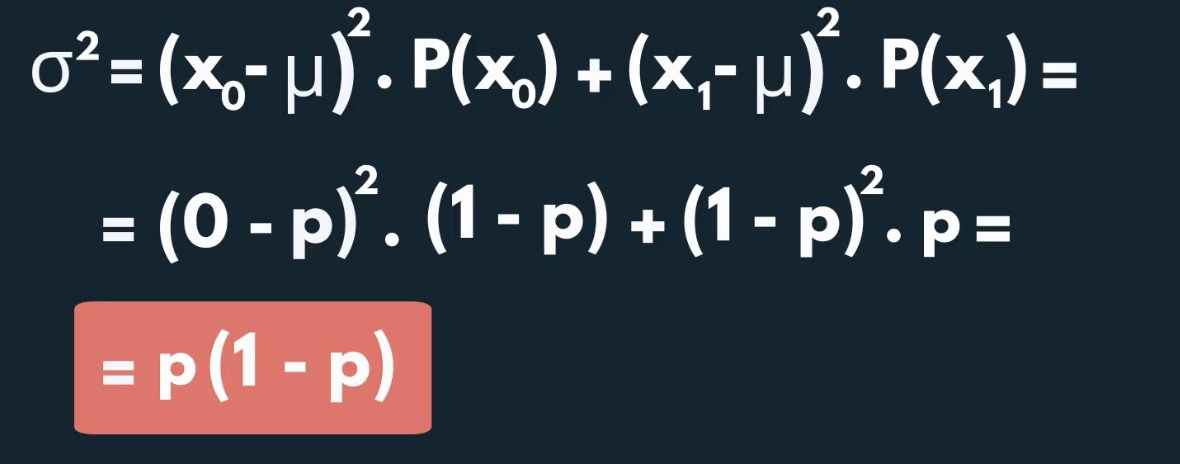 σ² = (x₀ - μ)² . P(x₀) + (x₁ - μ)² . P(x₁) =
= (0 - p)² . (1 - p) + (1 - p)² . p =
= p(1 - p)